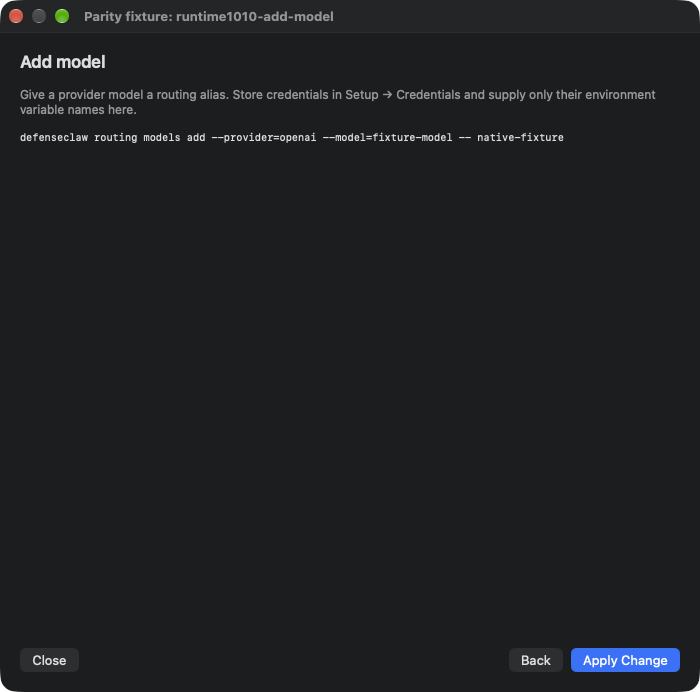 Parity fixture: runtime1010-add-model
Add model
Give a provider model a routing alias. Store credentials in Setup → Credentials and supply only their environment
variable names here.
defenseclaw routing models add --provider=openai --model=fixture-model -- native-fixture
Close
Back
Apply Change